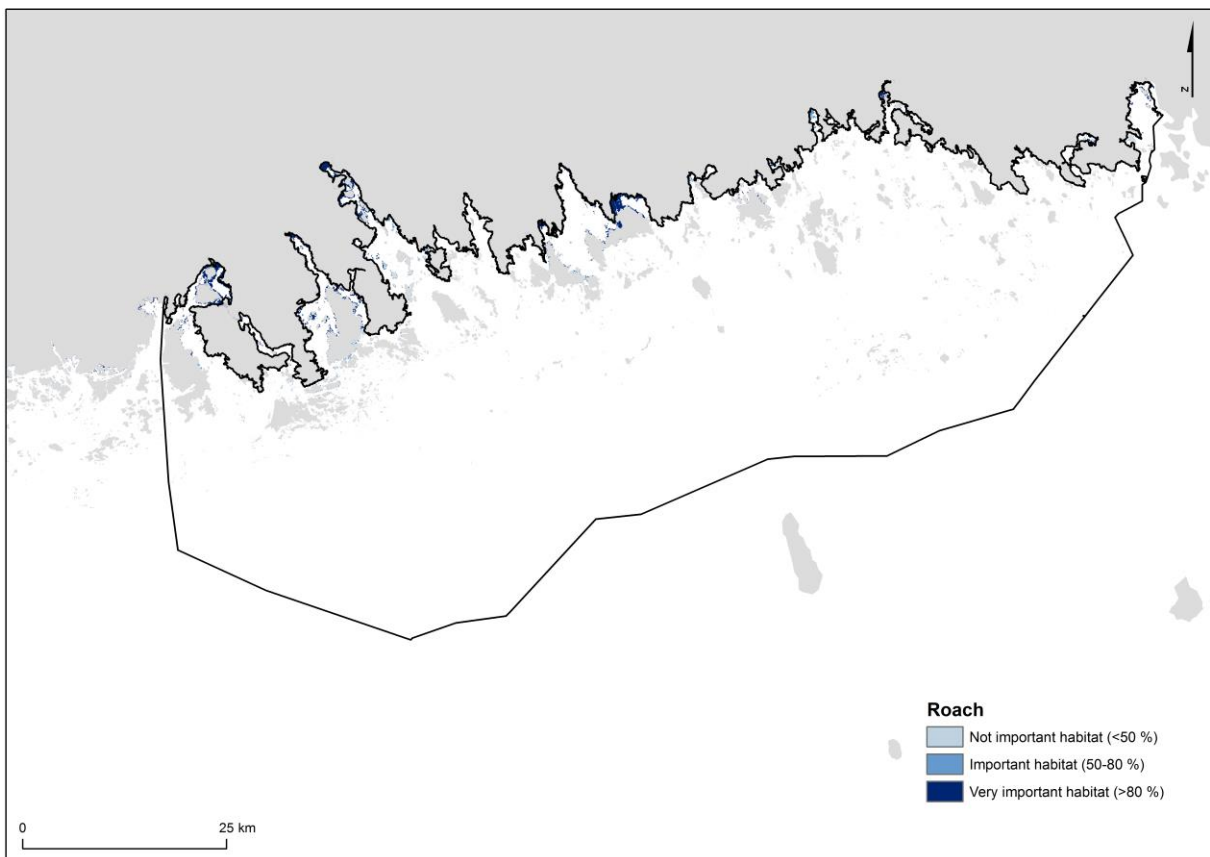 z
Roach
Not important habitat (<50 %)
Important habitat (50-80 %)
Very important habitat (>80 %)
0 25 km